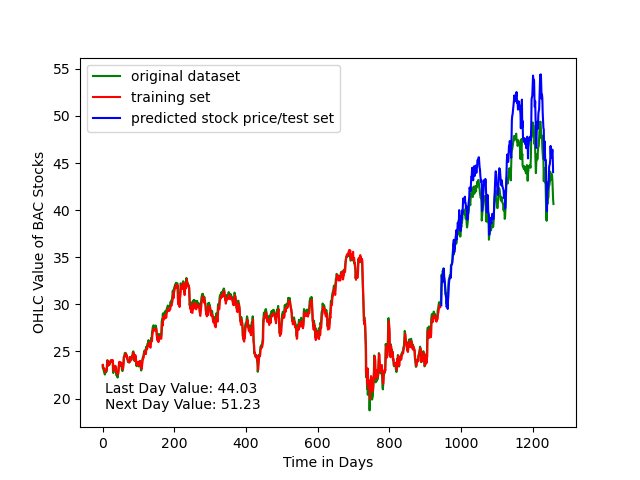 original dataset
training set
predicted stock price/test set
OHLC Value of BAC Stocks
55
50
45
40
35
30
25
20
Last Day Value: 44.03
Next Day Value: 51.23
0 200 400 600 800 1000 1200
Time in Days